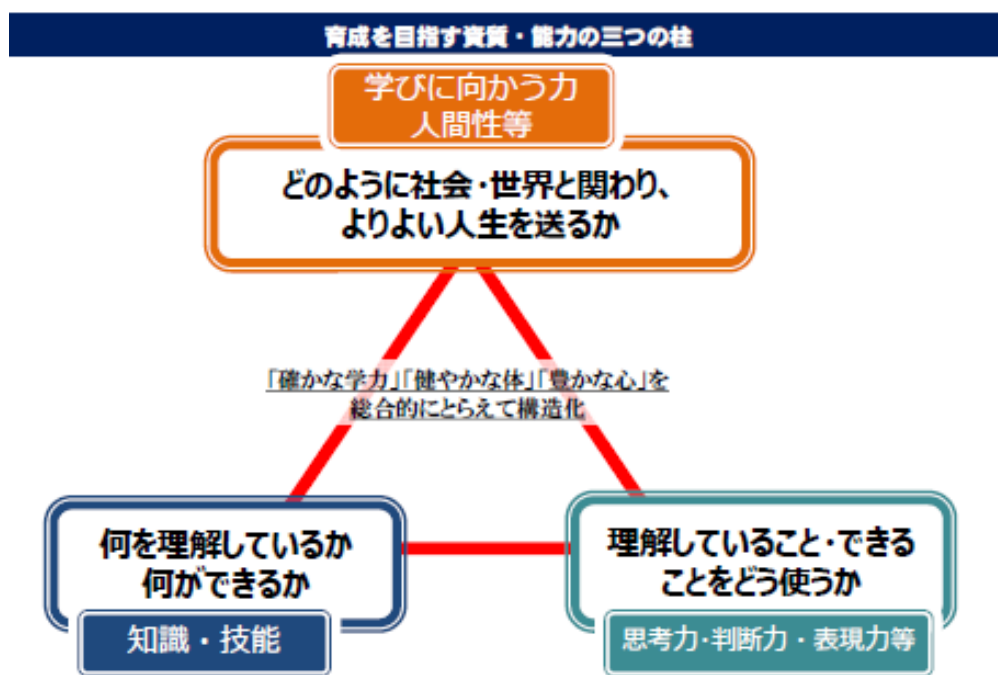 育成を目指す資質・能力の三つの柱
学びに向かう力
人間性等
どのように社会・世界と関わり、
よりよい人生を送るか
「確かな学力」「健やかな体」「豊かな心」を
総合的にとらえて構造化
何を理解しているか
何ができるか
知識・技能
理解していること・できる
ことをどう使うか
思考力・判断力・表現力等